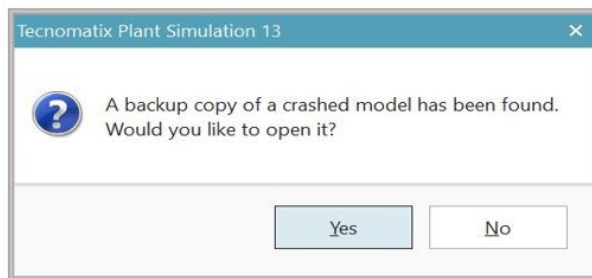 Tecnomatix Plant Simulation 13
A backup copy of a crashed model has been found.
Would you like to open it?
Yes
No